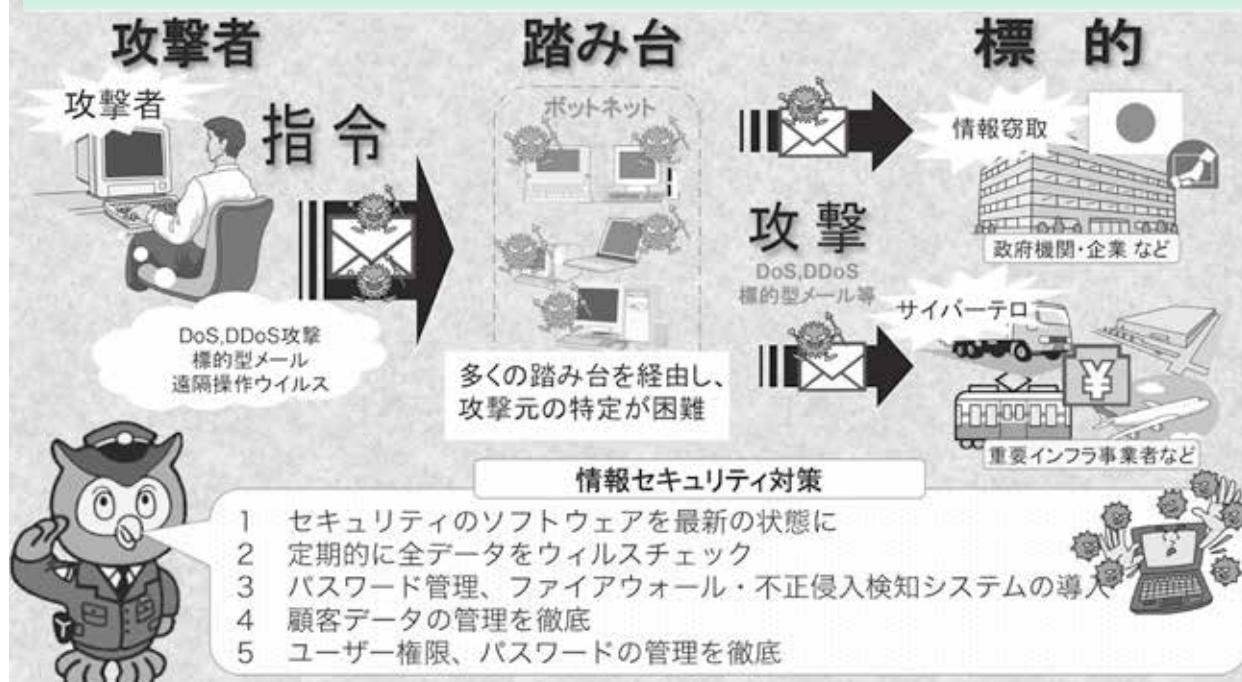 攻撃者
踏み台
標的
攻撃者
指令
DoS,DDoS攻撃
標的型メール
遠隔操作ウイルス
ボットネット
多くの踏み台を経由し、
攻撃元の特定が困難
攻撃
DoS,DDoS
標的型メール等
情報窃取
政府機関・企業 など
サイバーテロ
¥
重要インフラ事業者など
情報セキュリティ対策
1 セキュリティのソフトウェアを最新の状態に
2 定期的に全データをウィルスチェック
3 パスワード管理、ファイアウォール・不正侵入検知システムの導入
4 顧客データの管理を徹底
5 ユーザー権限、パスワードの管理を徹底